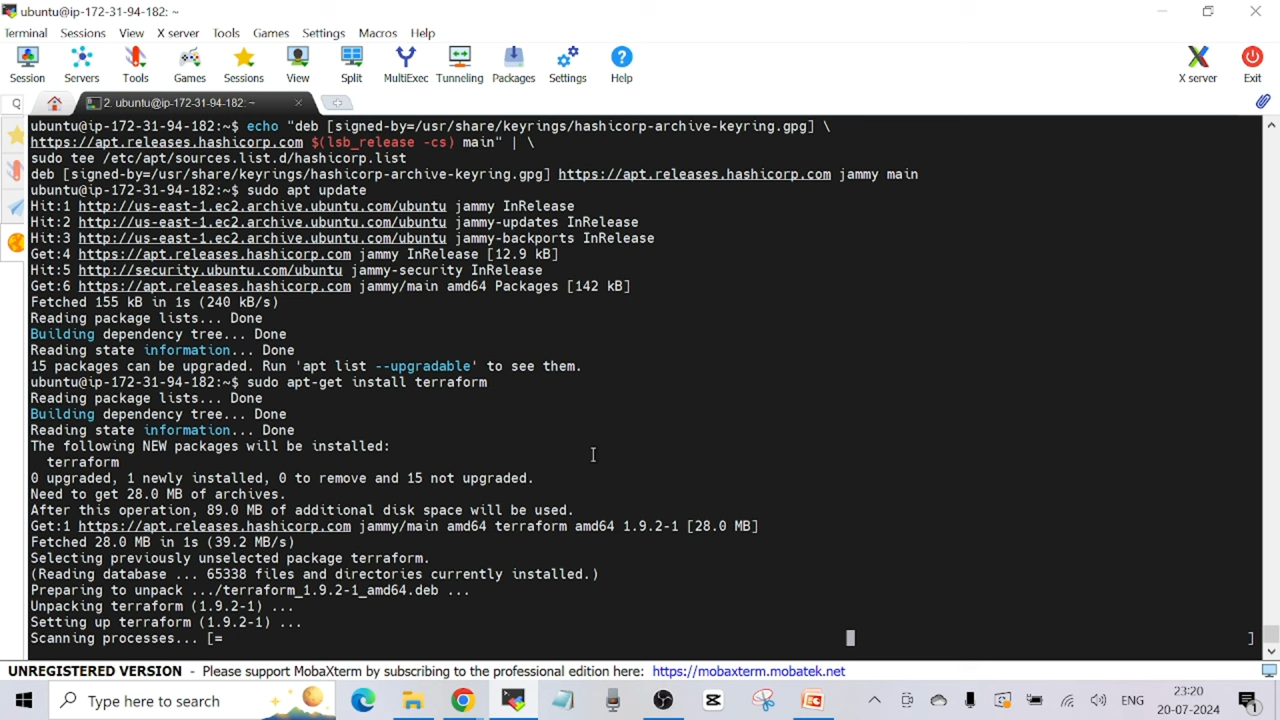 ubuntu@ip-172-31-94-182: ~
Terminal Sessions View X server Tools Games Settings Macros Help
Session Servers Tools Games Sessions View Split MultiExec Tunneling Packages Settings Help X server Exit
2. ubuntu@ip-172-31-94-182: ~
ubuntu@ip-172-31-94-182:~$ echo "deb [signed-by=/usr/share/keyrings/hashicorp-archive-keyring.gpg] \
https://apt.releases.hashicorp.com $(lsb_release -cs) main" | \
sudo tee /etc/apt/sources.list.d/hashicorp.list
deb [signed-by=/usr/share/keyrings/hashicorp-archive-keyring.gpg] https://apt.releases.hashicorp.com jammy main
ubuntu@ip-172-31-94-182:~$ sudo apt update
Hit:1 http://us-east-1.ec2.archive.ubuntu.com/ubuntu jammy InRelease
Hit:2 http://us-east-1.ec2.archive.ubuntu.com/ubuntu jammy-updates InRelease
Hit:3 http://us-east-1.ec2.archive.ubuntu.com/ubuntu jammy-backports InRelease
Get:4 https://apt.releases.hashicorp.com jammy InRelease [12.9 kB]
Hit:5 http://security.ubuntu.com/ubuntu jammy-security InRelease
Get:6 https://apt.releases.hashicorp.com jammy/main amd64 Packages [142 kB]
Fetched 155 kB in 1s (240 kB/s)
Reading package lists... Done
Building dependency tree... Done
Reading state information... Done
15 packages can be upgraded. Run 'apt list --upgradable' to see them.
ubuntu@ip-172-31-94-182:~$ sudo apt-get install terraform
Reading package lists... Done
Building dependency tree... Done
Reading state information... Done
The following NEW packages will be installed:
terraform
0 upgraded, 1 newly installed, 0 to remove and 15 not upgraded.
Need to get 28.0 MB of archives.
After this operation, 89.0 MB of additional disk space will be used.
Get:1 https://apt.releases.hashicorp.com jammy/main amd64 terraform amd64 1.9.2-1 [28.0 MB]
Fetched 28.0 MB in 1s (39.2 MB/s)
Selecting previously unselected package terraform.
(Reading database ... 65338 files and directories currently installed.)
Preparing to unpack .../terraform_1.9.2-1_amd64.deb ...
Unpacking terraform (1.9.2-1) ...
Setting up terraform (1.9.2-1) ...
Scanning processes... [= ]
UNREGISTERED VERSION - Please support MobaXterm by subscribing to the professional edition here: https://mobaxterm.mobatek.net
Type here to search
ENG
23:20
20-07-2024
1